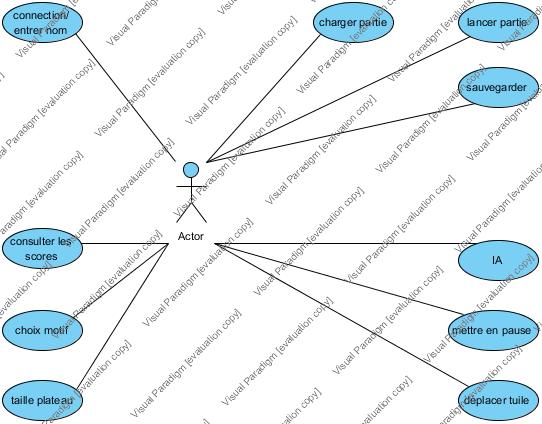 connection/
entrer nom
charger partie
lancer partie
sauvegarder
Actor
consulter les
scores
IA
choix motif
mettre en pause
taille plateau
déplacer tuile
Visual Paradigm [evaluation copy]